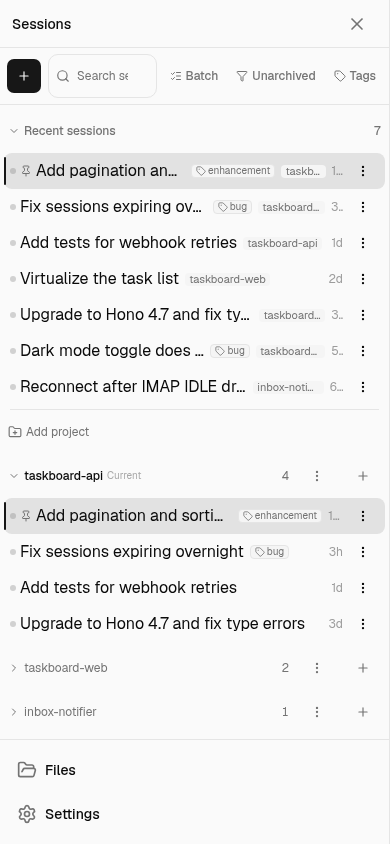 Sessions
Search se
Batch
Unarchived
Tags
Recent sessions 7
Add pagination an... enhancement taskb... 1...
Fix sessions expiring ov... bug taskboard... 3...
Add tests for webhook retries taskboard-api 1d
Virtualize the task list taskboard-web 2d
Upgrade to Hono 4.7 and fix ty... taskboard... 3...
Dark mode toggle does ... bug taskboard... 5...
Reconnect after IMAP IDLE dr... inbox-noti... 6...
Add project
taskboard-api Current 4
Add pagination and sorti... enhancement 1...
Fix sessions expiring overnight bug 3h
Add tests for webhook retries 1d
Upgrade to Hono 4.7 and fix type errors 3d
taskboard-web 2
inbox-notifier 1
Files
Settings